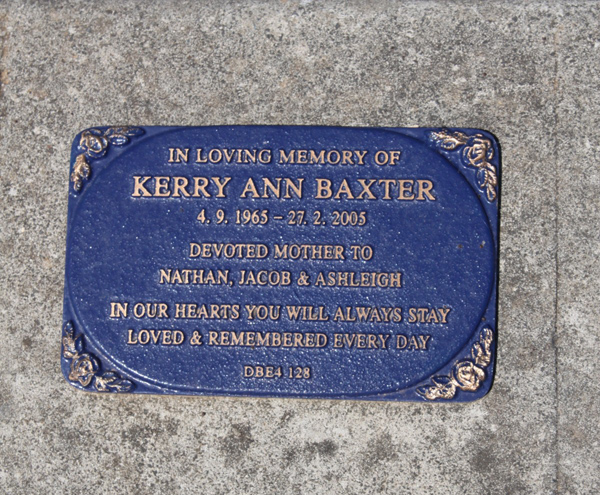 IN LOVING MEMORY OF
KERRY ANN BAXTER
4. 9. 1965 – 27. 2. 2005
DEVOTED MOTHER TO
NATHAN, JACOB & ASHLEIGH
IN OUR HEARTS YOU WILL ALWAYS STAY
LOVED & REMEMBERED EVERY DAY
DBE4 128